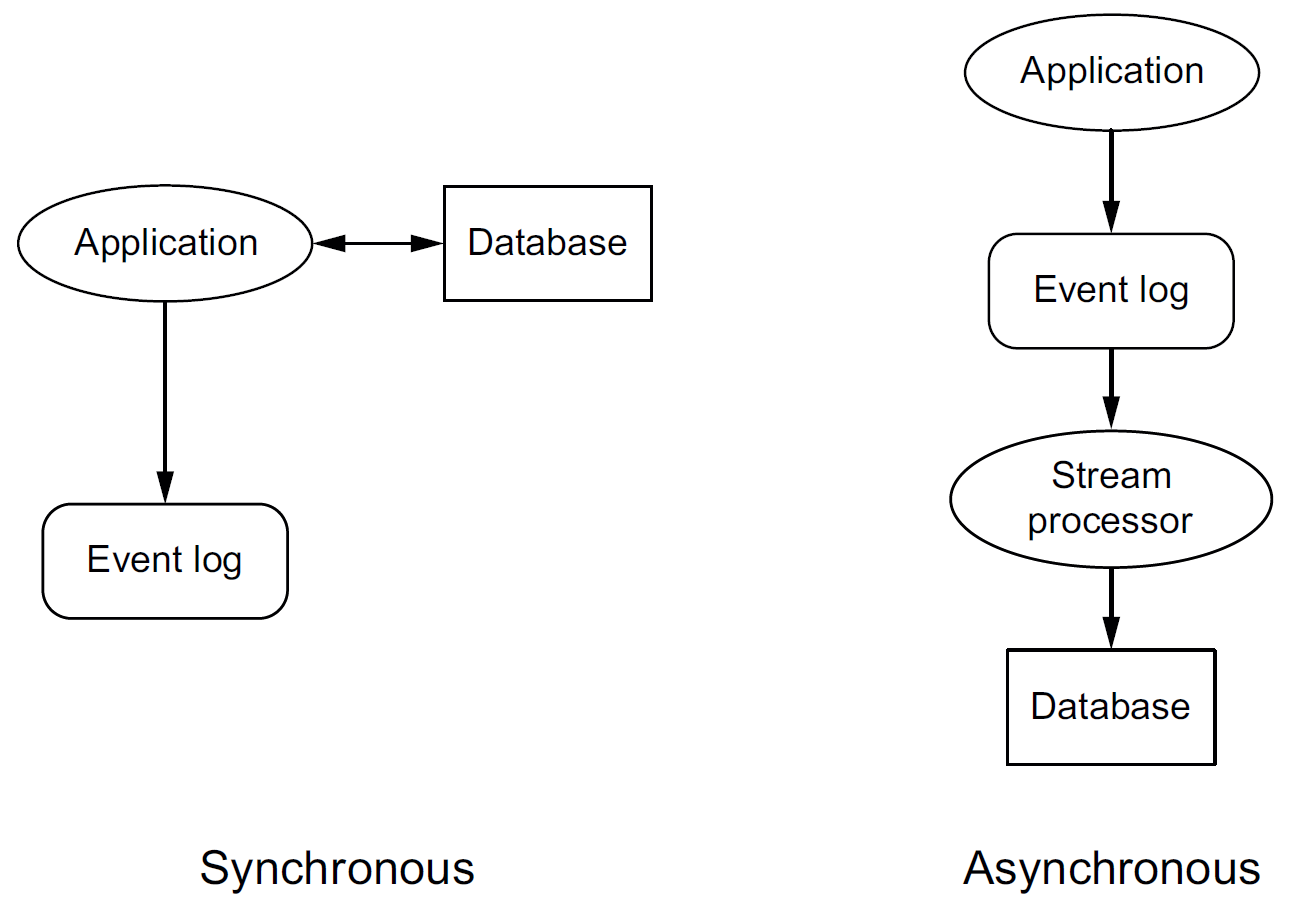 Application
Database
Event log
Synchronous
Application
Event log
Stream
processor
Database
Asynchronous